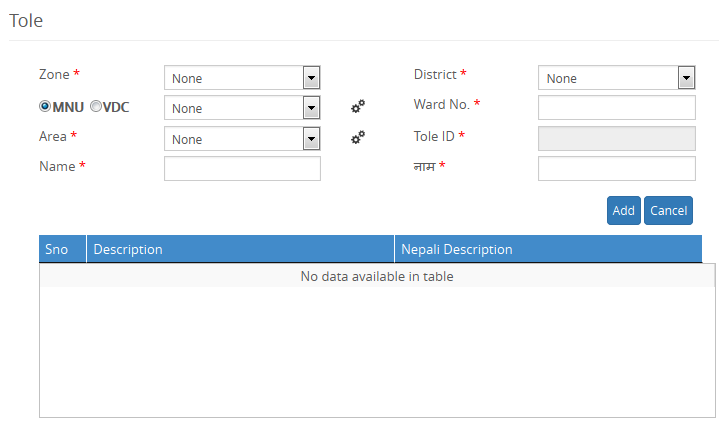 Tole
Zone * None District * None
MNU VDC None Ward No. *
Area * None Tole ID *
Name * नाम *
Add Cancel
Sno Description Nepali Description
No data available in table